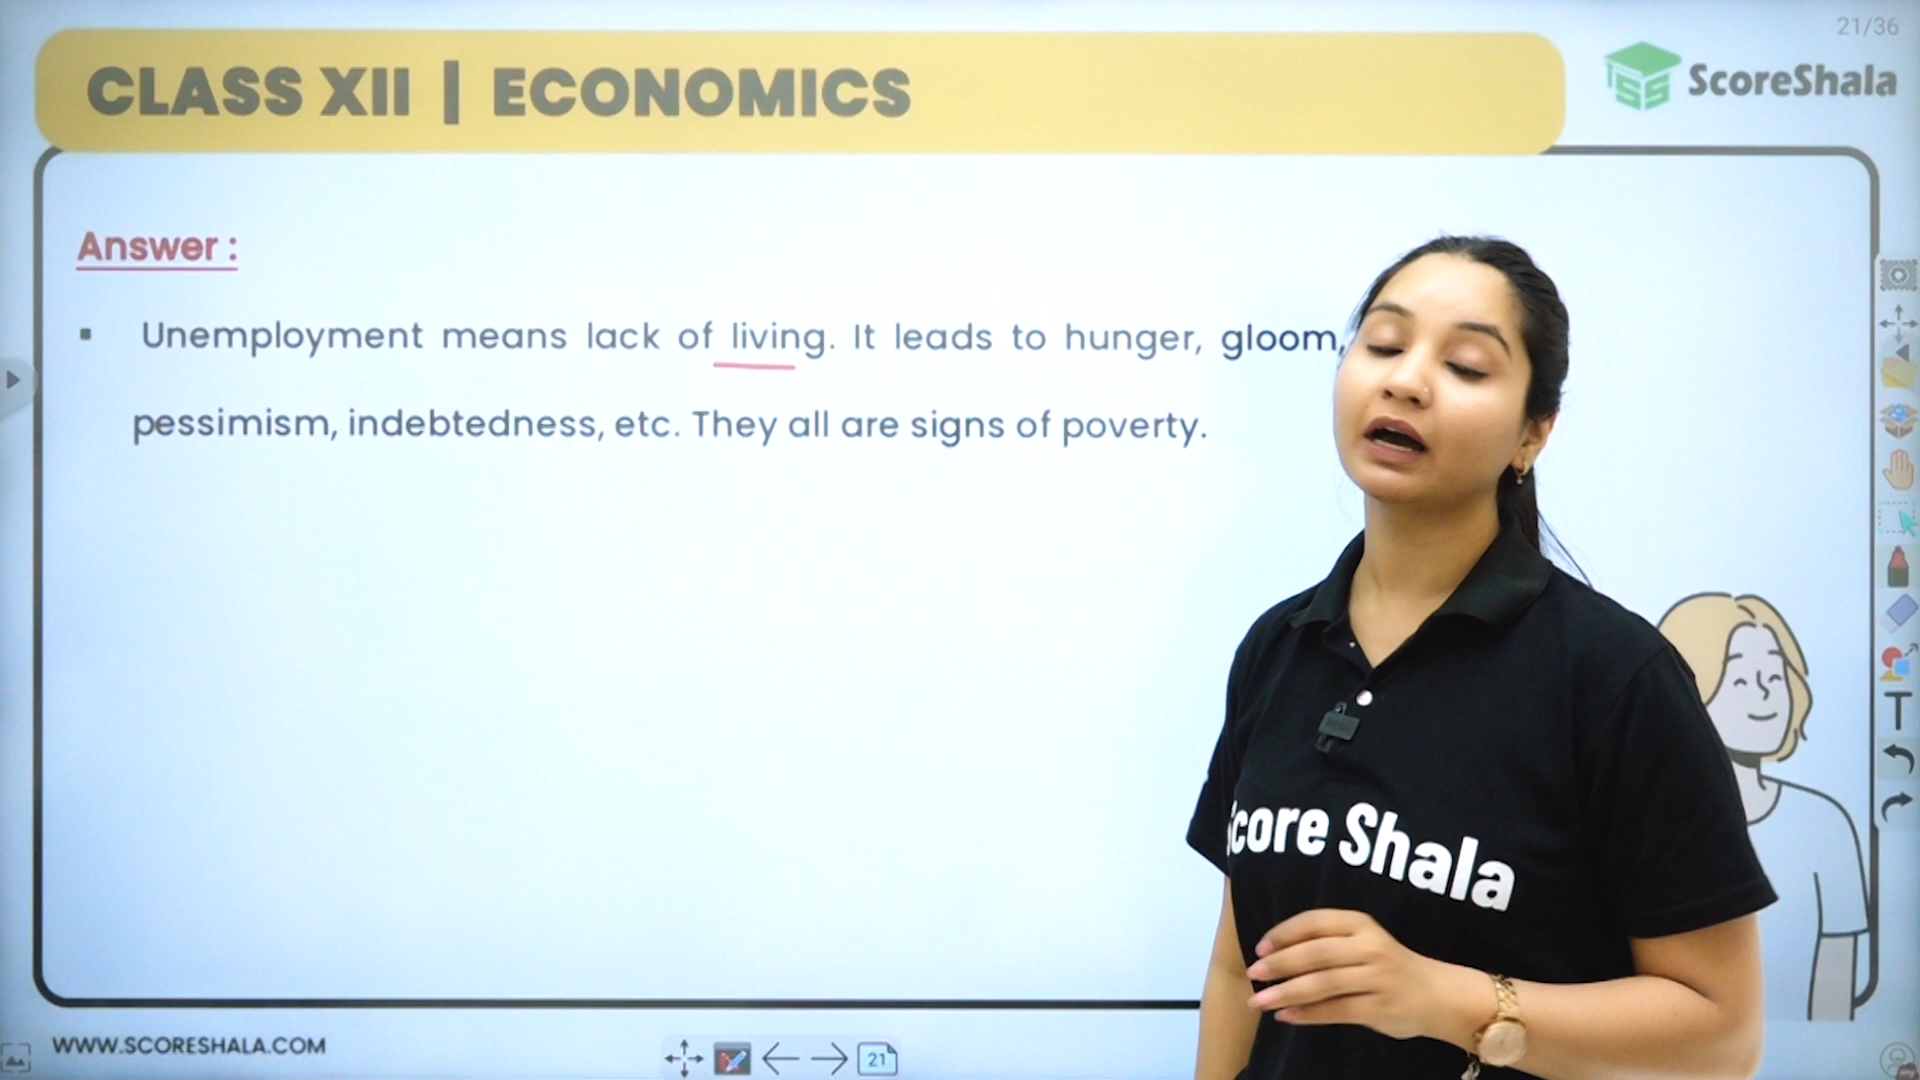 21/36
CLASS XII | ECONOMICS
ScoreShala
Answer :
▪ Unemployment means lack of living. It leads to hunger, gloom,
pessimism, indebtedness, etc. They all are signs of poverty.
Score Shala
T
WWW.SCORESHALA.COM
21